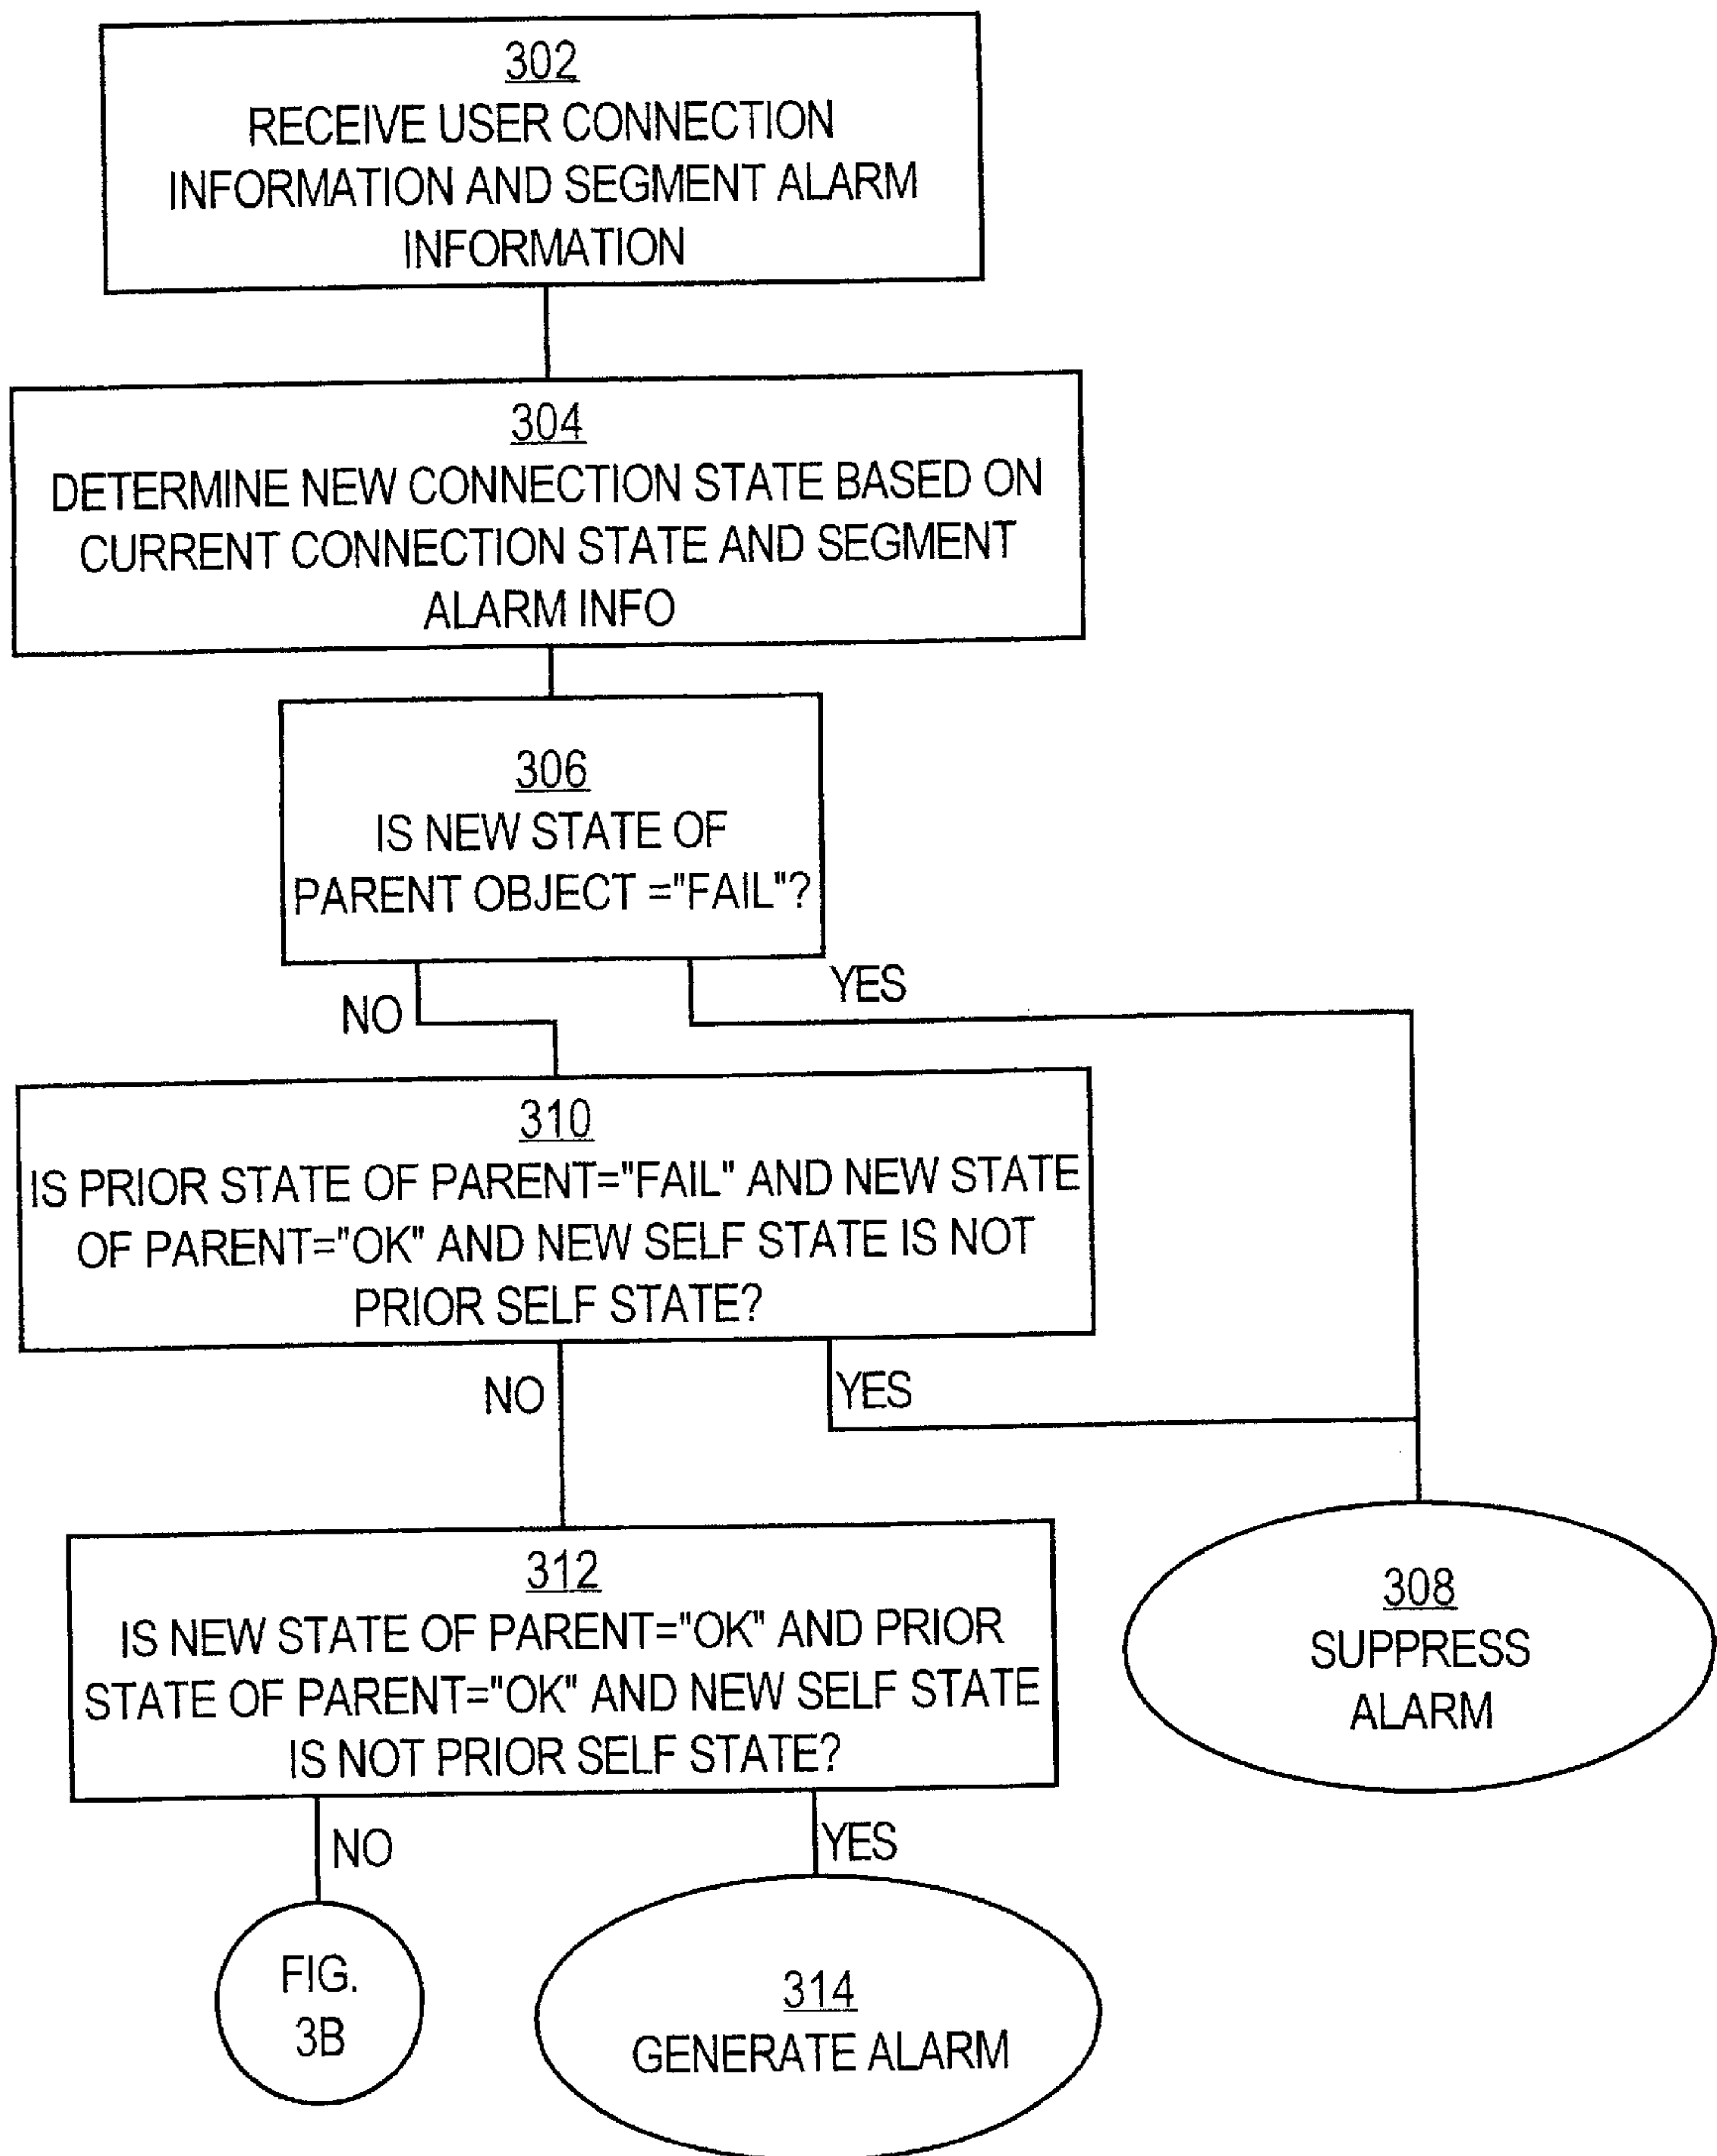 302
RECEIVE USER CONNECTION
INFORMATION AND SEGMENT ALARM
INFORMATION
304
DETERMINE NEW CONNECTION STATE BASED ON
CURRENT CONNECTION STATE AND SEGMENT
ALARM INFO
306
IS NEW STATE OF
PARENT OBJECT ="FAIL"?
NO
YES
310
IS PRIOR STATE OF PARENT="FAIL" AND NEW STATE
OF PARENT="OK" AND NEW SELF STATE IS NOT
PRIOR SELF STATE?
NO
YES
312
IS NEW STATE OF PARENT="OK" AND PRIOR
STATE OF PARENT="OK" AND NEW SELF STATE
IS NOT PRIOR SELF STATE?
308
SUPPRESS
ALARM
NO
YES
FIG.
3B
314
GENERATE ALARM